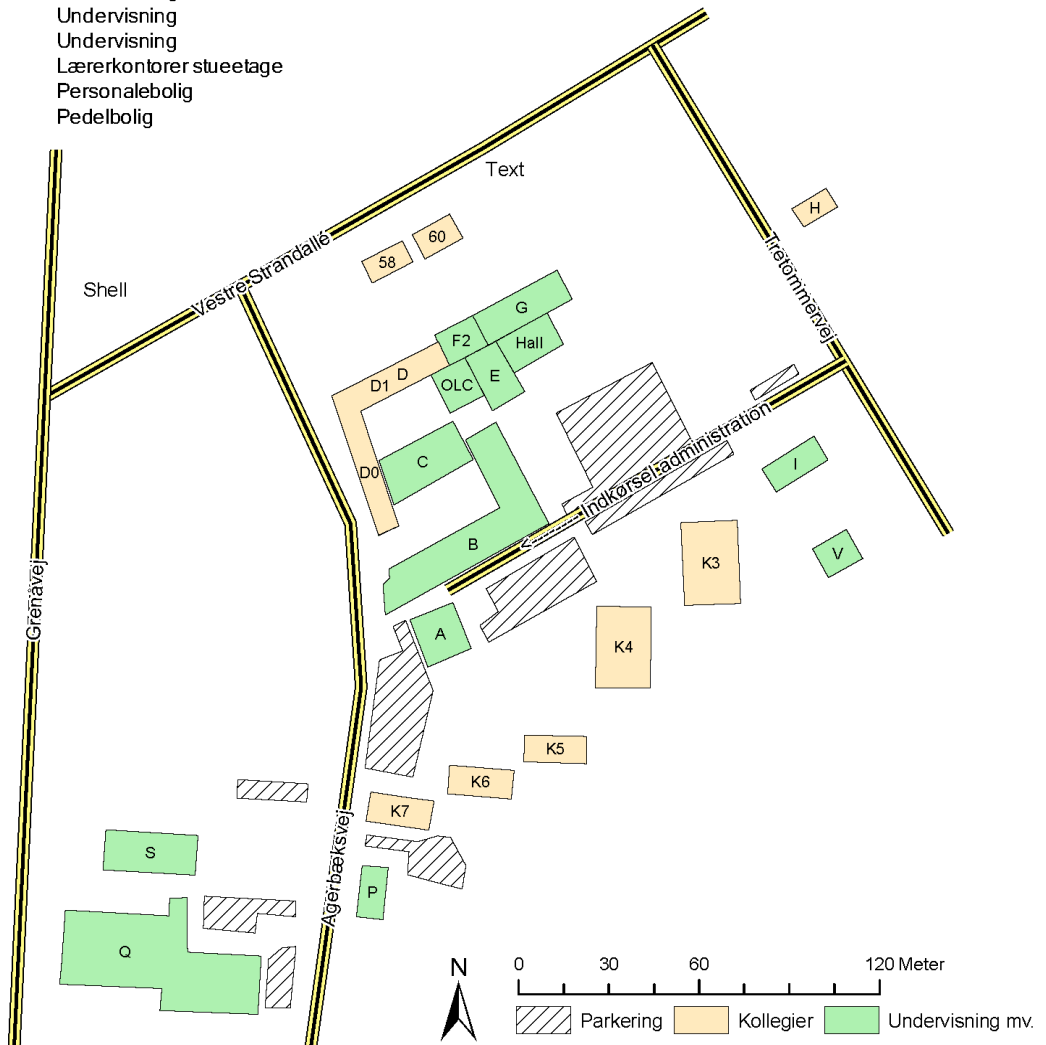 Undervisning
Undervisning
Lærerkontorer stueetage
Personalebolig
Pedelbolig
Text
H
60
58
Vestre Strandallé
Tretommervej
Shell
G
F2
Hall
D1 D
OLC
E
D0
C
Indkørsel administration
I
B
V
K3
Grenåvej
A
K4
K5
K6
K7
S
Agerbæksvej
P
Q
N
0 30 60 120 Meter
Parkering
Kollegier
Undervisning mv.